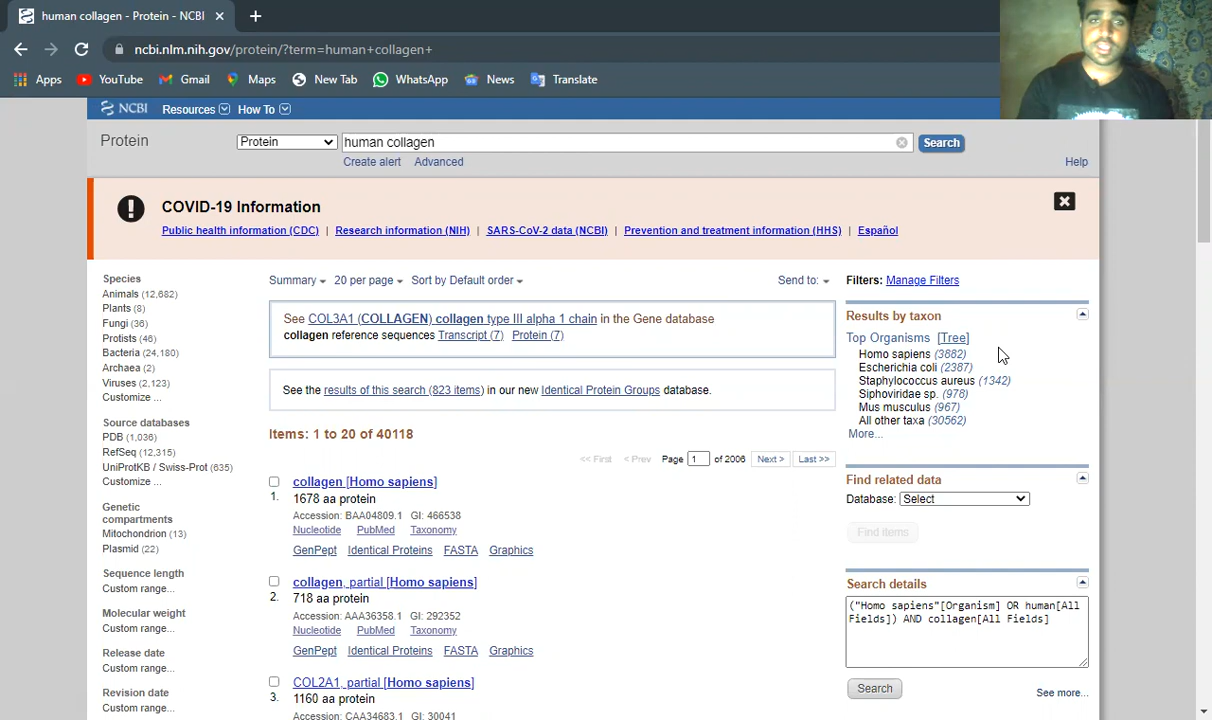 human collagen - Protein - NCBI
ncbi.nlm.nih.gov/protein/?term=human+collagen+
Apps YouTube Gmail Maps New Tab WhatsApp News Translate
NCBI Resources How To
Protein Protein human collagen Search
Create alert Advanced Help
COVID-19 Information
Public health information (CDC) | Research information (NIH) | SARS-CoV-2 data (NCBI) | Prevention and treatment information (HHS) | Español
Species
Animals (12,682)
Plants (8)
Fungi (36)
Protists (46)
Bacteria (24,180)
Archaea (2)
Viruses (2,123)
Customize ...
Source databases
PDB (1,036)
RefSeq (12,315)
UniProtKB / Swiss-Prot (635)
Customize ...
Genetic
compartments
Mitochondrion (13)
Plasmid (22)
Sequence length
Custom range...
Molecular weight
Custom range...
Release date
Custom range...
Revision date
Custom range...
Summary 20 per page Sort by Default order Send to:
See COL3A1 (COLLAGEN) collagen type III alpha 1 chain in the Gene database
collagen reference sequences Transcript (7) Protein (7)
See the results of this search (823 items) in our new Identical Protein Groups database.
Items: 1 to 20 of 40118
<< First < Prev Page 1 of 2006 Next > Last >>
collagen [Homo sapiens]
1. 1678 aa protein
Accession: BAA04809.1 GI: 466538
Nucleotide PubMed Taxonomy
GenPept Identical Proteins FASTA Graphics
collagen, partial [Homo sapiens]
2. 718 aa protein
Accession: AAA36358.1 GI: 292352
Nucleotide PubMed Taxonomy
GenPept Identical Proteins FASTA Graphics
COL2A1, partial [Homo sapiens]
3. 1160 aa protein
Accession: CAA34683.1 GI: 30041
Filters: Manage Filters
Results by taxon
Top Organisms [Tree]
Homo sapiens (3882)
Escherichia coli (2387)
Staphylococcus aureus (1342)
Siphoviridae sp. (978)
Mus musculus (967)
All other taxa (30562)
More...
Find related data
Database: Select
Find items
Search details
("Homo sapiens"[Organism] OR human[All
Fields]) AND collagen[All Fields]
Search See more...